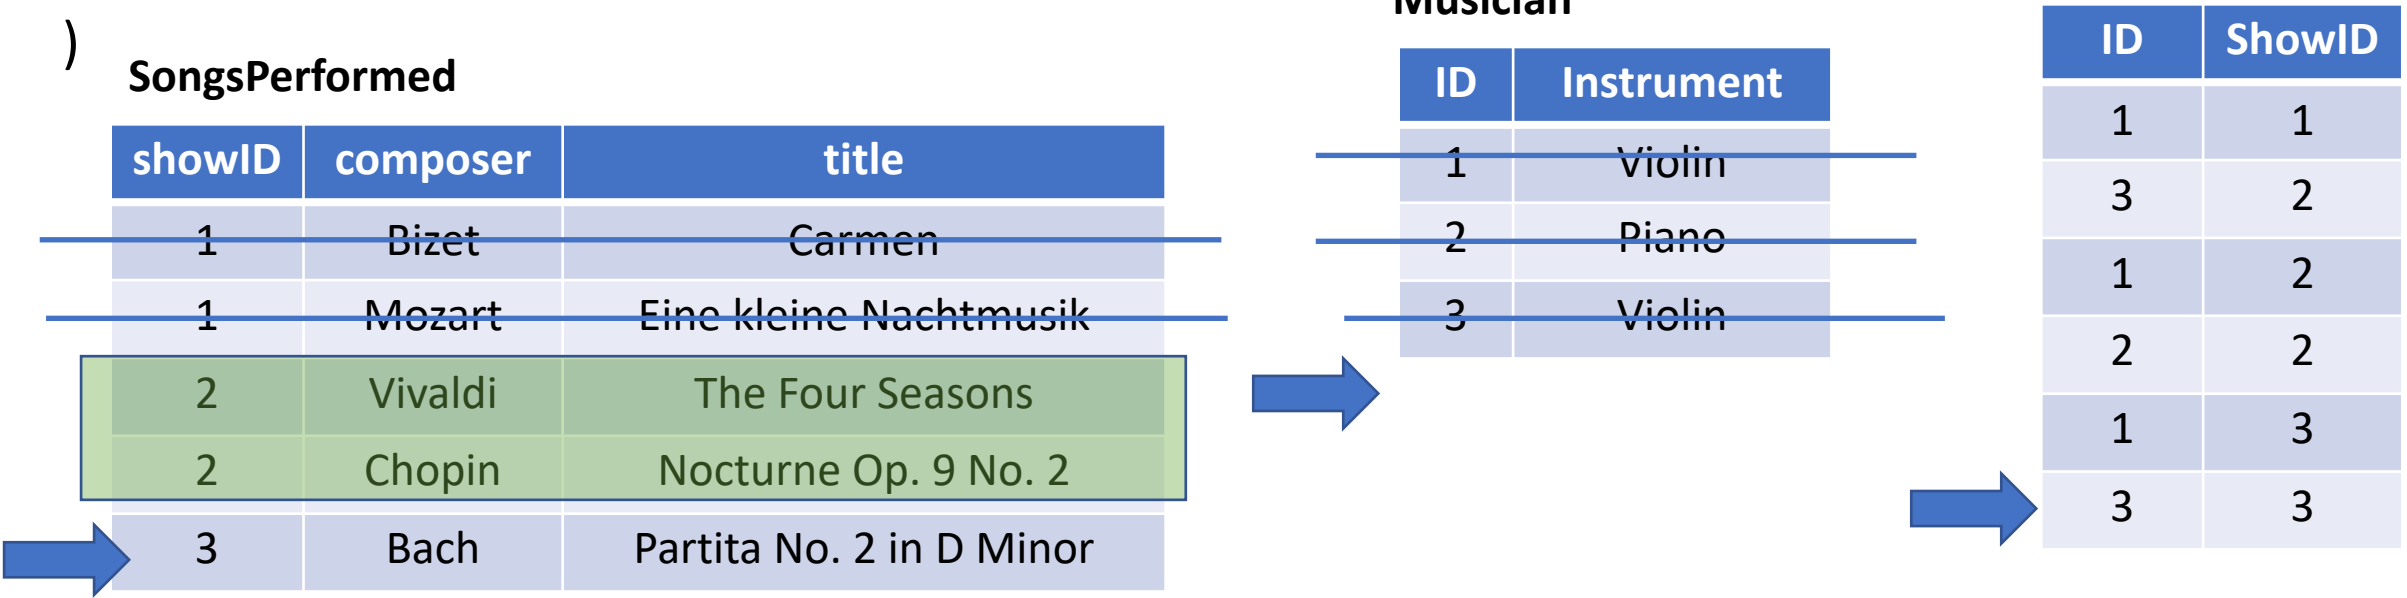 )
SongsPerformed
showID composer title
1 Bizet Carmen
1 Mozart Eine kleine Nachtmusik
2 Vivaldi The Four Seasons
2 Chopin Nocturne Op. 9 No. 2
3 Bach Partita No. 2 in D Minor
Musician
ID Instrument
1 Violin
2 Piano
3 Violin
ID ShowID
1 1
3 2
1 2
2 2
1 3
3 3